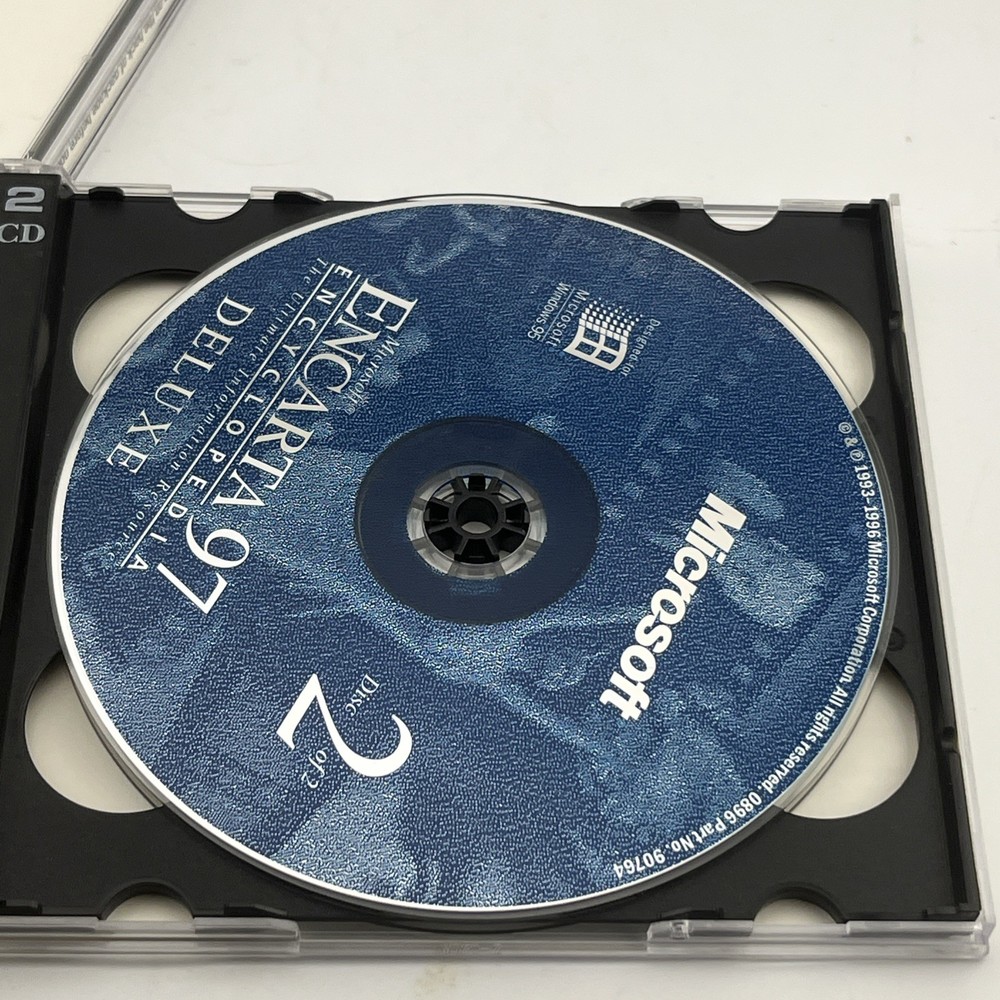 2
CD
Microsoft
ENCARTA 97
ENCYCLOPEDIA
The Ultimate Information Resource
DELUXE
Designed for
Microsoft
Windows 95
Microsoft
Disc
2
of 2
© & ℗ 1993-1996 Microsoft Corporation. All rights reserved. 0896 Part No. 90764